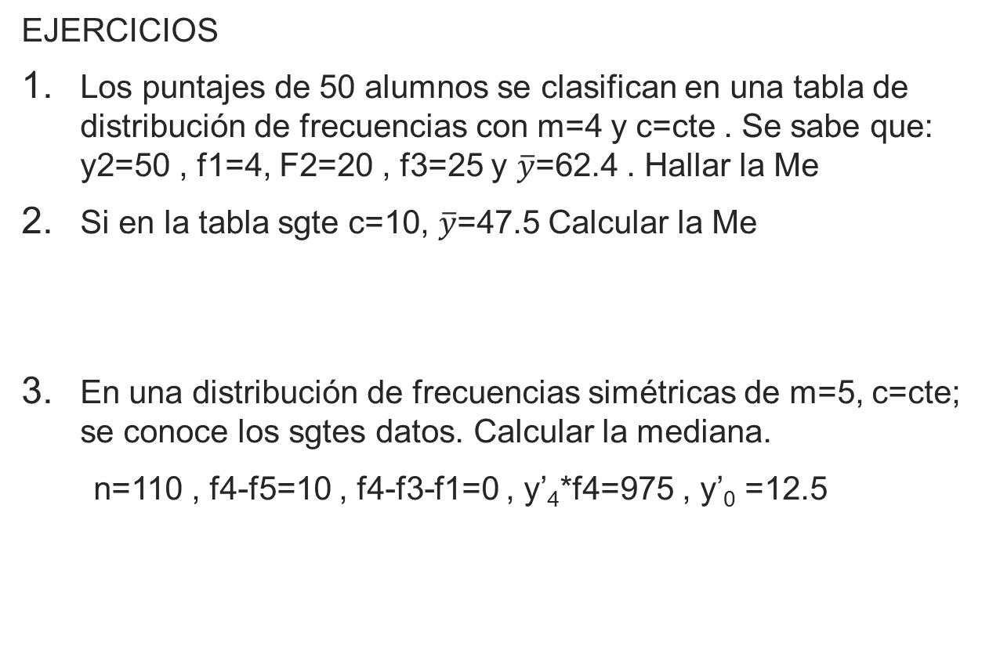 EJERCICIOS
1. Los puntajes de 50 alumnos se clasifican en una tabla de
distribución de frecuencias con m=4 y c=cte . Se sabe que:
y2=50 , f1=4, F2=20 , f3=25 y ȳ=62.4 . Hallar la Me
2. Si en la tabla sgte c=10, ȳ=47.5 Calcular la Me
3. En una distribución de frecuencias simétricas de m=5, c=cte;
se conoce los sgtes datos. Calcular la mediana.
n=110 , f4-f5=10 , f4-f3-f1=0 , y’₄*f4=975 , y’₀ =12.5